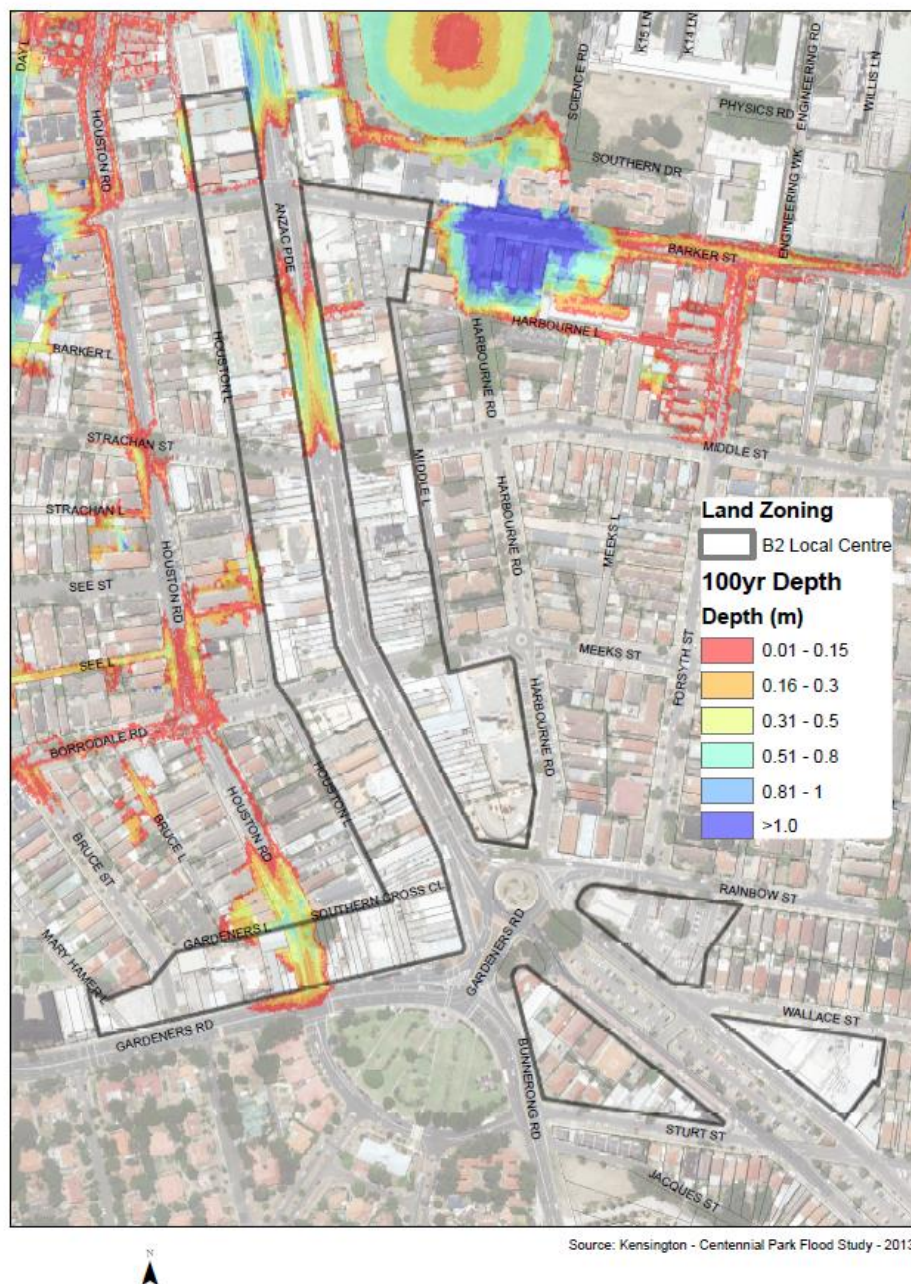 DAY L
HOUSTON RD
SCIENCE RD
K15 LN
K14 LN
ENGINEERING RD
WILLIS LN
PHYSICS RD
SOUTHERN DR
ENGINEERING WK
ANZAC PDE
BARKER ST
HOUSTON L
HARBOURNE L
HARBOURNE RD
BARKER L
STRACHAN ST
MIDDLE L
MIDDLE ST
STRACHAN L
HARBOURNE RD
MEEKS L
SEE ST
HOUSTON RD
MEEKS ST
FORSYTH ST
SEE L
HARBOURNE RD
BORRODALE RD
HOUSTON L
HOUSTON RD
BRUCE L
BRUCE ST
SOUTHERN CROSS CL
GARDENERS L
MARY HAMER L
GARDENERS RD
GARDENERS RD
RAINBOW ST
WALLACE ST
BUNNERONG RD
STURT ST
JACQUES ST
Land Zoning
B2 Local Centre
100yr Depth
Depth (m)
0.01 - 0.15
0.16 - 0.3
0.31 - 0.5
0.51 - 0.8
0.81 - 1
>1.0
Source: Kensington - Centennial Park Flood Study - 2013
N